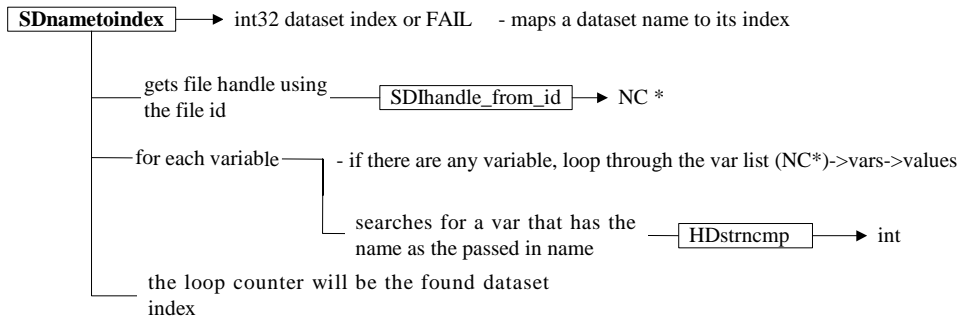 SDnametoindex int32 dataset index or FAIL - maps a dataset name to its index
gets file handle using
the file id
SDIhandle_from_id NC *
for each variable - if there are any variable, loop through the var list (NC*)->vars->values
searches for a var that has the
name as the passed in name
HDstrncmp int
the loop counter will be the found dataset
index